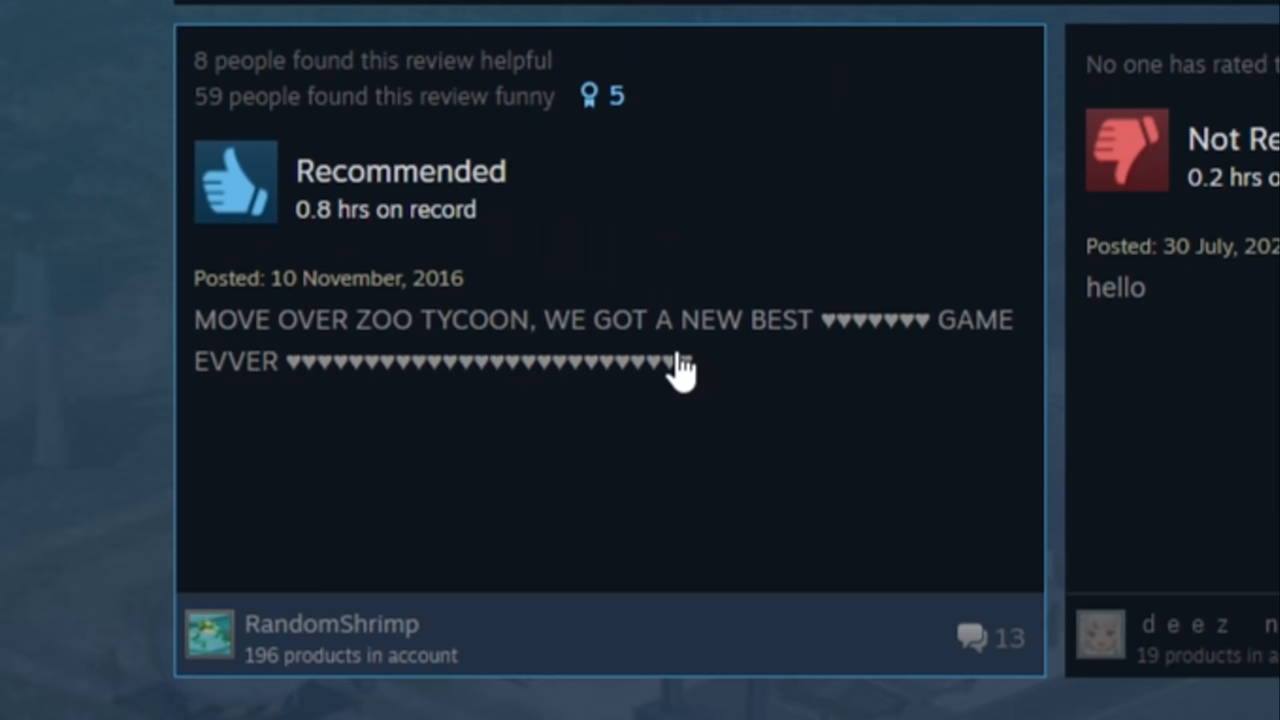 8 people found this review helpful
59 people found this review funny 5
Recommended
0.8 hrs on record
Posted: 10 November, 2016
MOVE OVER ZOO TYCOON, WE GOT A NEW BEST ♥♥♥♥♥♥♥ GAME
EVVER ♥♥♥♥♥♥♥♥♥♥♥♥♥♥♥♥♥♥♥♥♥♥♥♥♥♥
RandomShrimp
196 products in account
13
No one has rated
Not
0.2 hrs
Posted: 30 July,
hello
deez
19 products in